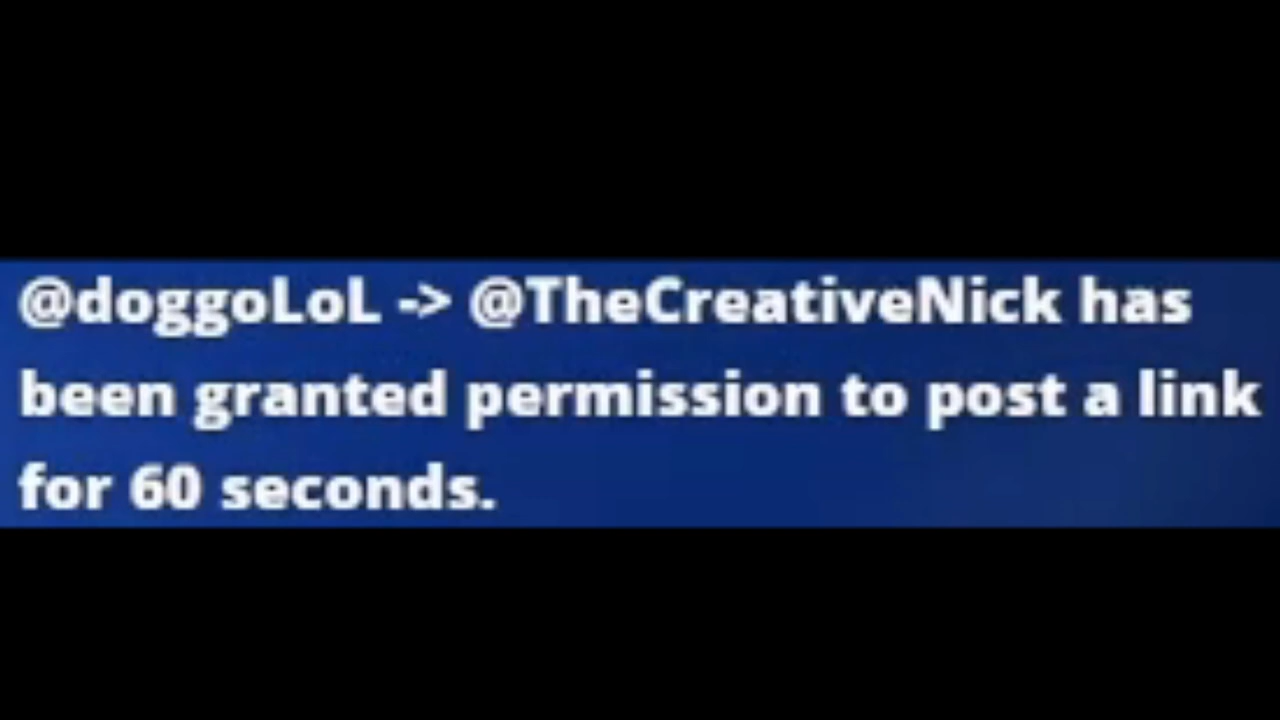 @doggoLoL -> @TheCreativeNick has
been granted permission to post a link
for 60 seconds.